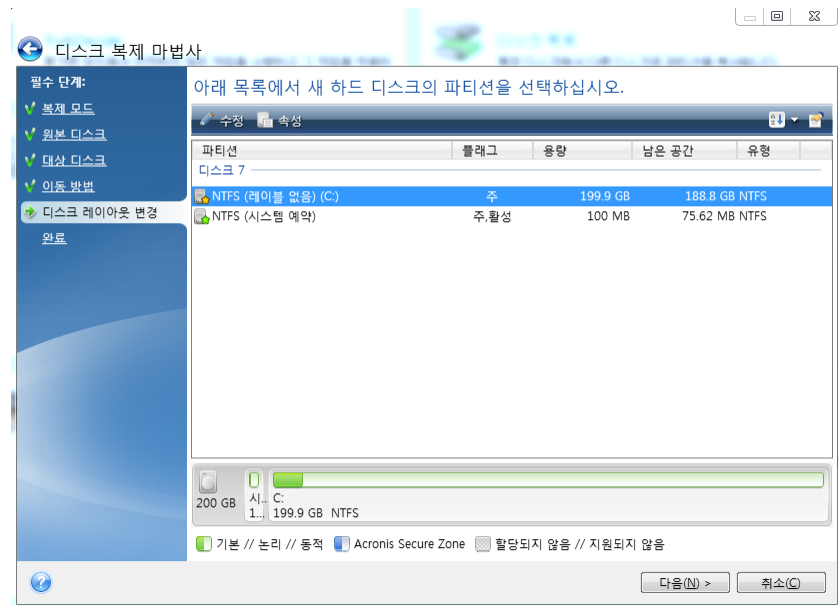 디스크 복제 마법사
필수 단계:
복제 모드
원본 디스크
대상 디스크
이동 방법
디스크 레이아웃 변경
완료
아래 목록에서 새 하드 디스크의 파티션을 선택하십시오.
수정 속성
파티션 플래그 용량 남은 공간 유형
디스크 7
NTFS (레이블 없음) (C:) 주 199.9 GB 188.8 GB NTFS
NTFS (시스템 예약) 주,활성 100 MB 75.62 MB NTFS
200 GB
시...
1...
C:
199.9 GB NTFS
기본 // 논리 // 동적 Acronis Secure Zone 할당되지 않음 // 지원되지 않음
다음(N) > 취소(C)